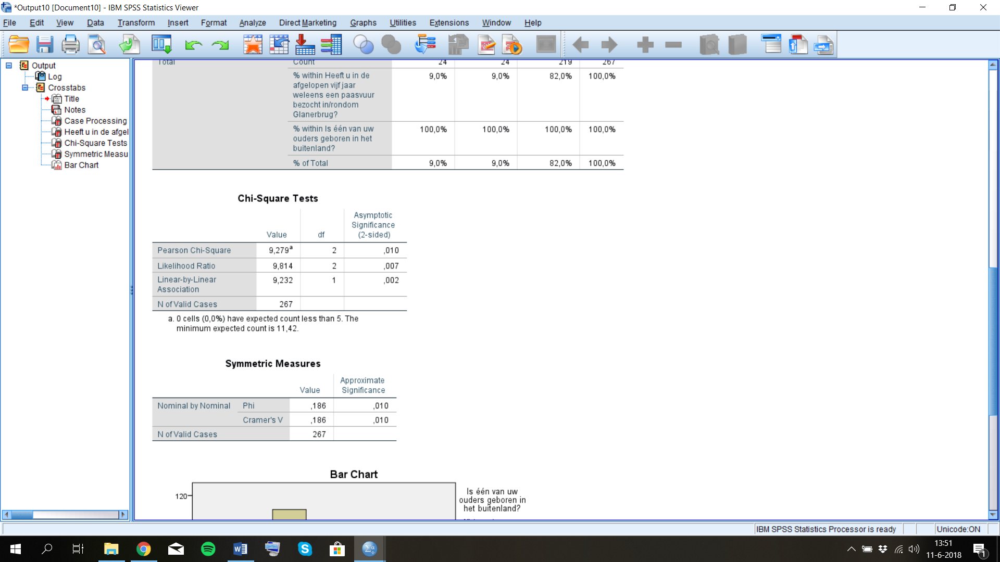 *Output10 [Document10] - IBM SPSS Statistics Viewer
File Edit View Data Transform Insert Format Analyze Direct Marketing Graphs Utilities Extensions Window Help
Output
Log
Crosstabs
Title
Notes
Case Processing
Heeft u in de afgel
Chi-Square Tests
Symmetric Measu
Bar Chart
Total Count 24 24 219 267
% within Heeft u in de 9,0% 9,0% 82,0% 100,0%
afgelopen vijf jaar
weleens een paasvuur
bezocht in/rondom
Glanerbrug?
% within Is één van uw 100,0% 100,0% 100,0% 100,0%
ouders geboren in het
buitenland?
% of Total 9,0% 9,0% 82,0% 100,0%
Chi-Square Tests
Asymptotic
Significance
Value df (2-sided)
Pearson Chi-Square 9,279a 2 ,010
Likelihood Ratio 9,814 2 ,007
Linear-by-Linear 9,232 1 ,002
Association
N of Valid Cases 267
a. 0 cells (0,0%) have expected count less than 5. The
minimum expected count is 11,42.
Symmetric Measures
Approximate
Value Significance
Nominal by Nominal Phi ,186 ,010
Cramer's V ,186 ,010
N of Valid Cases 267
Bar Chart
120
Is één van uw
ouders geboren in
het buitenland?
IBM SPSS Statistics Processor is ready Unicode:ON
13:51
11-6-2018
1